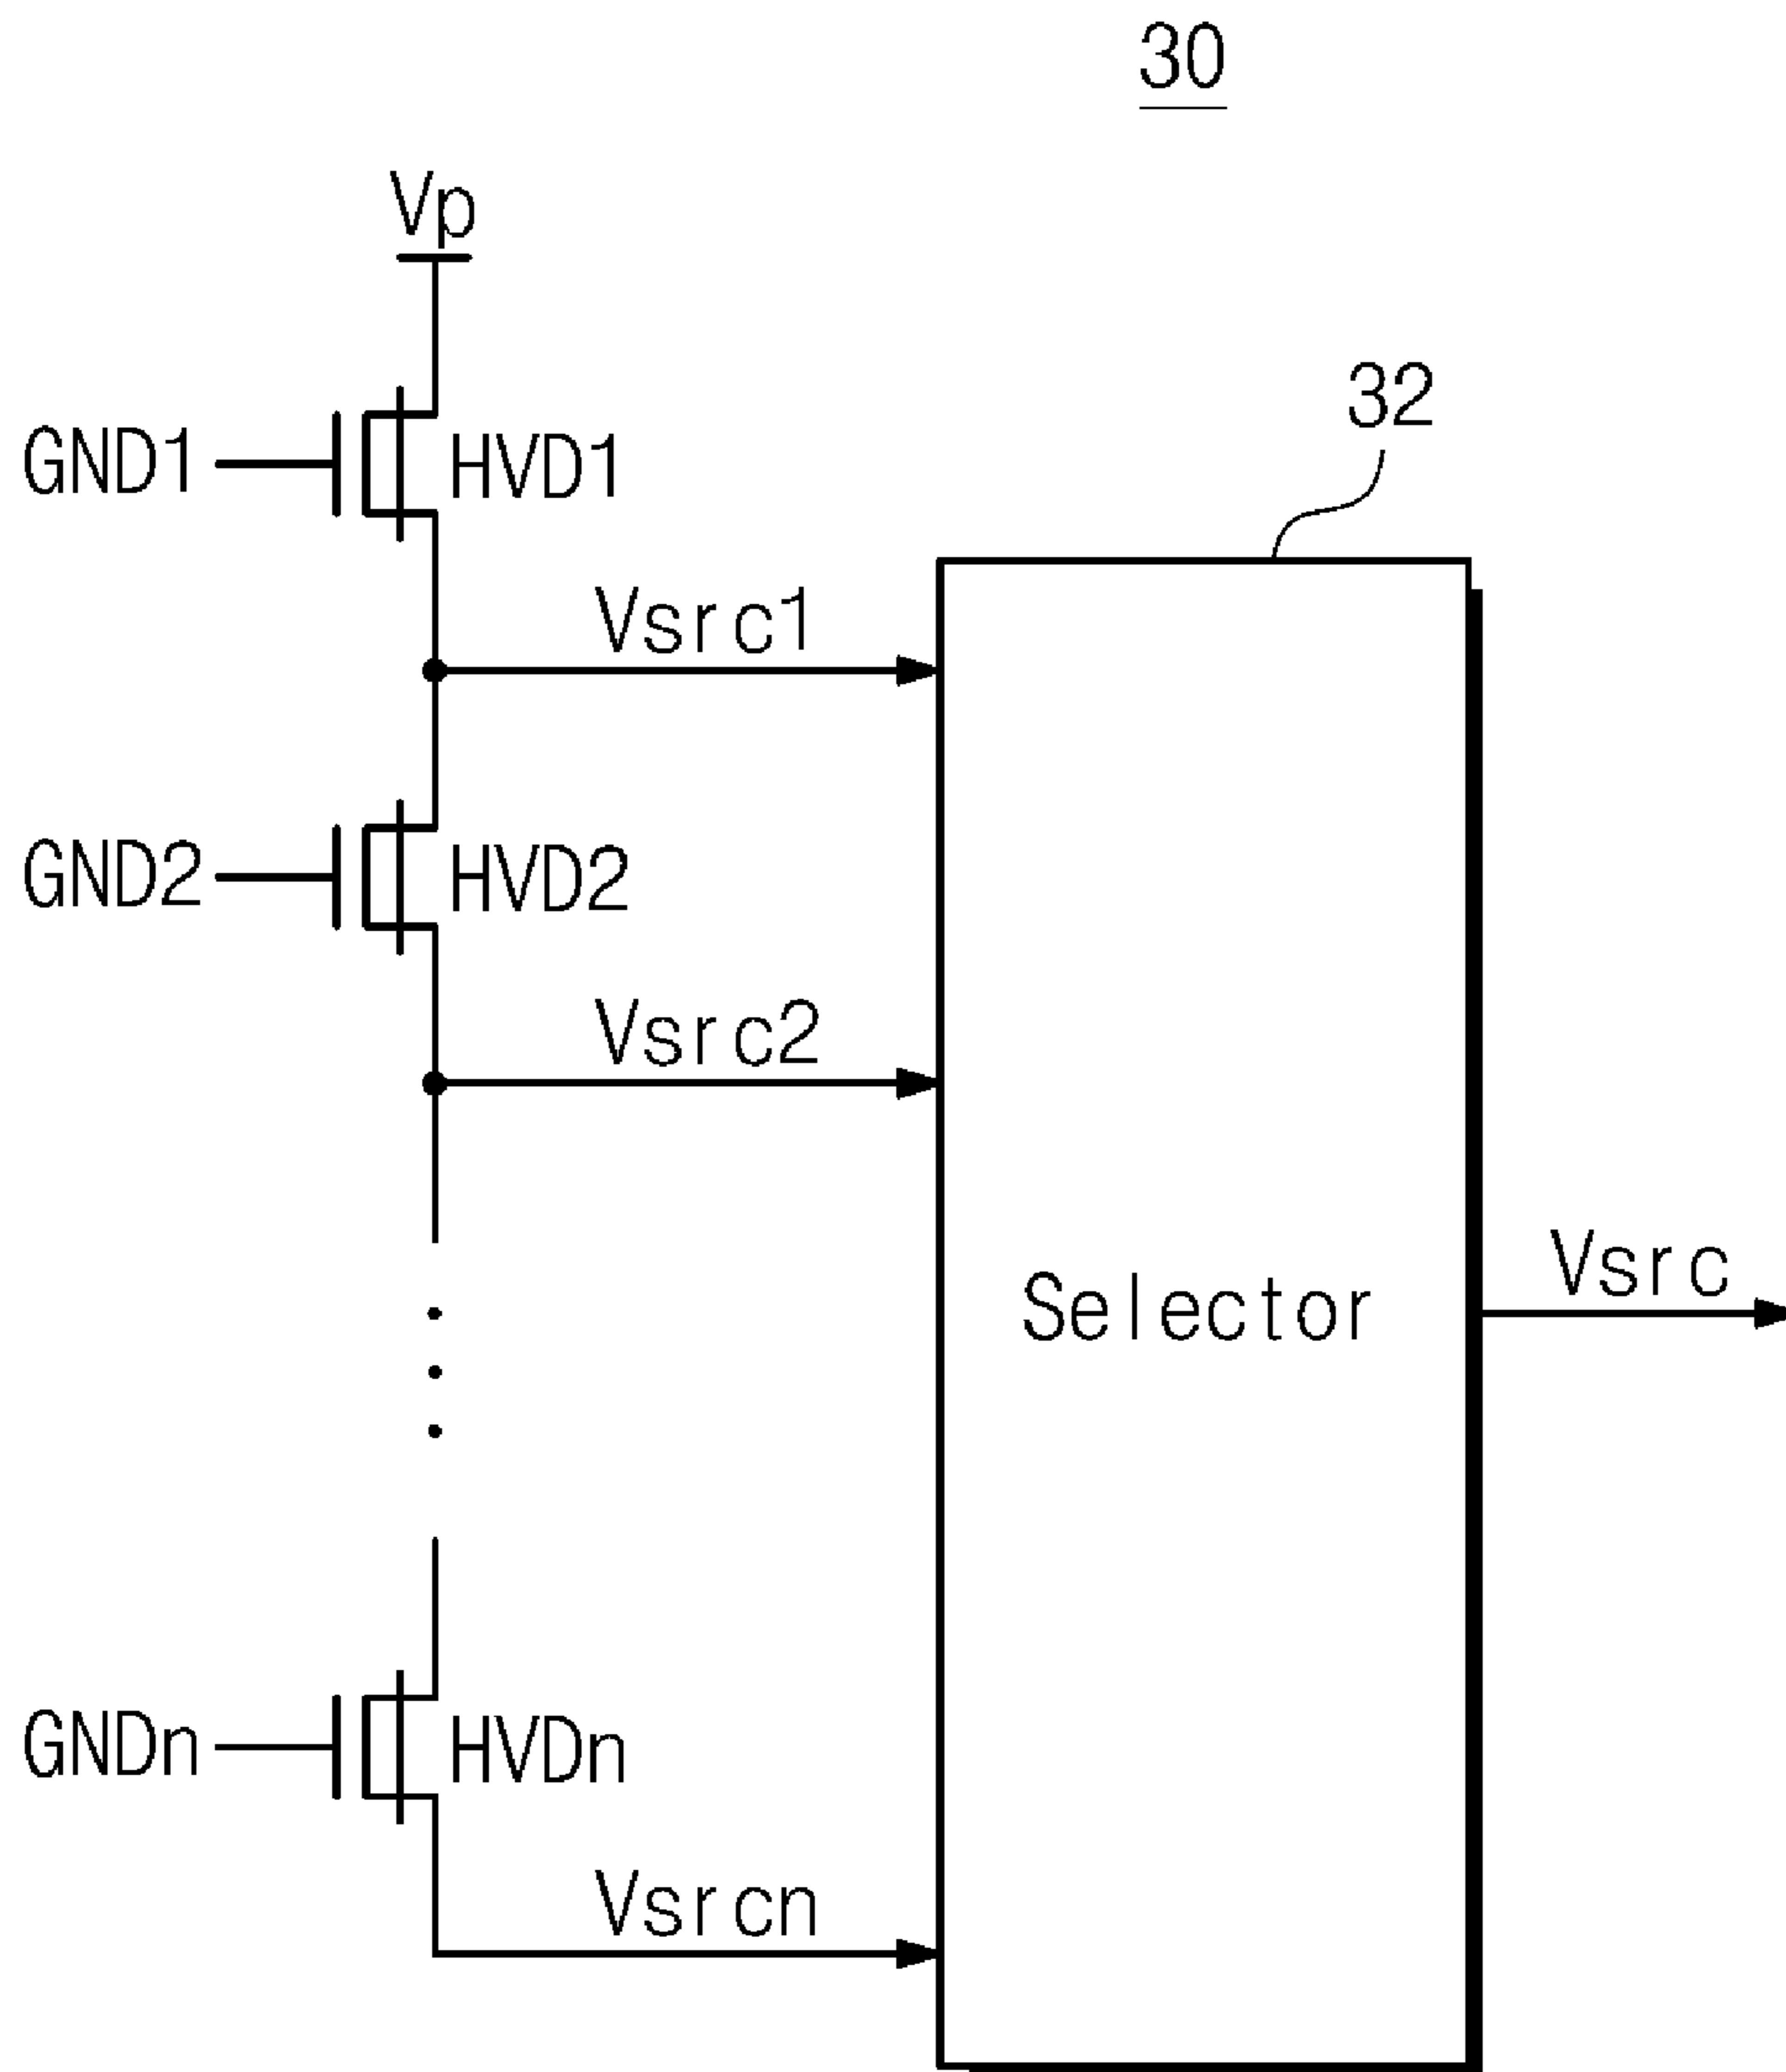 30
Vp
32
GND1 HVD1
Vsrc1
GND2 HVD2
Vsrc2
Selector
Vsrc
GNDn HVDn
Vsrcn